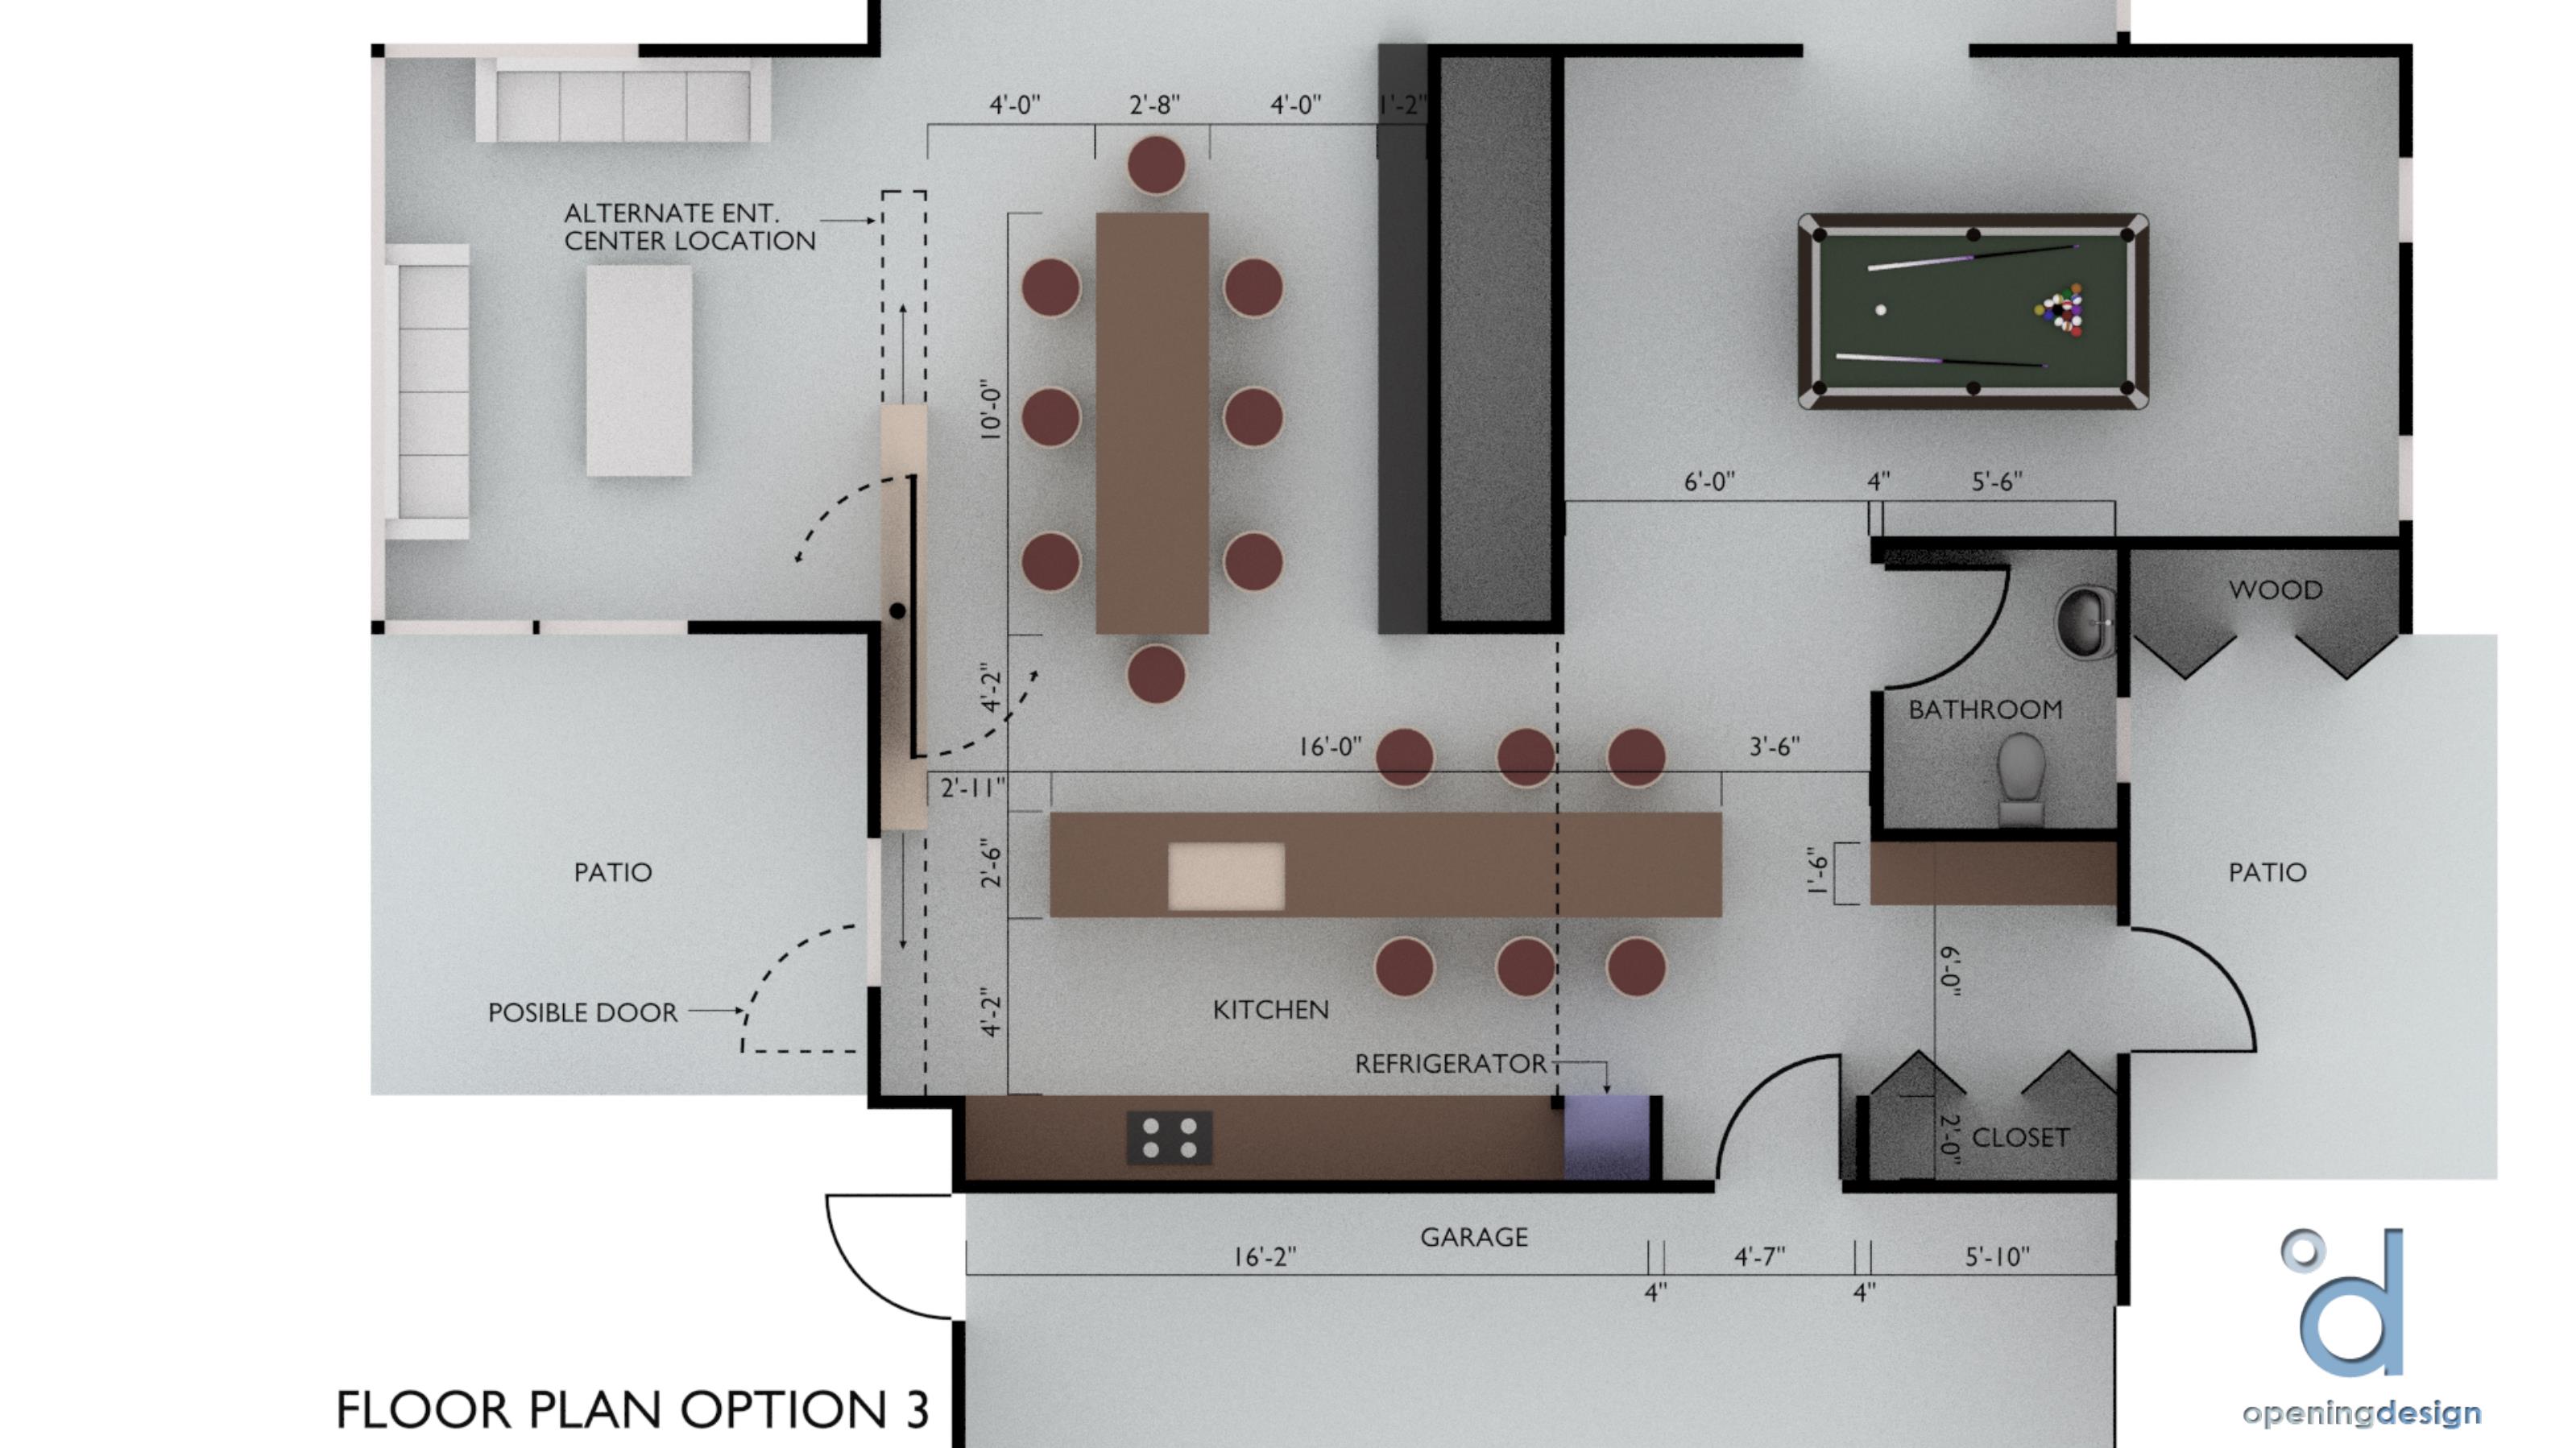 4'-0" 2'-8" 4'-0" 1'-2"
ALTERNATE ENT.
CENTER LOCATION
10'-0"
6'-0" 4" 5'-6"
WOOD
4'-2"
BATHROOM
16'-0" 3'-6"
2'-11"
2'-6"
1'-6"
PATIO
PATIO
6'-0"
POSIBLE DOOR
4'-2"
KITCHEN
REFRIGERATOR
2'-0"
CLOSET
GARAGE
16'-2" 4'-7" 5'-10"
4" 4"
FLOOR PLAN OPTION 3
d
openingdesign